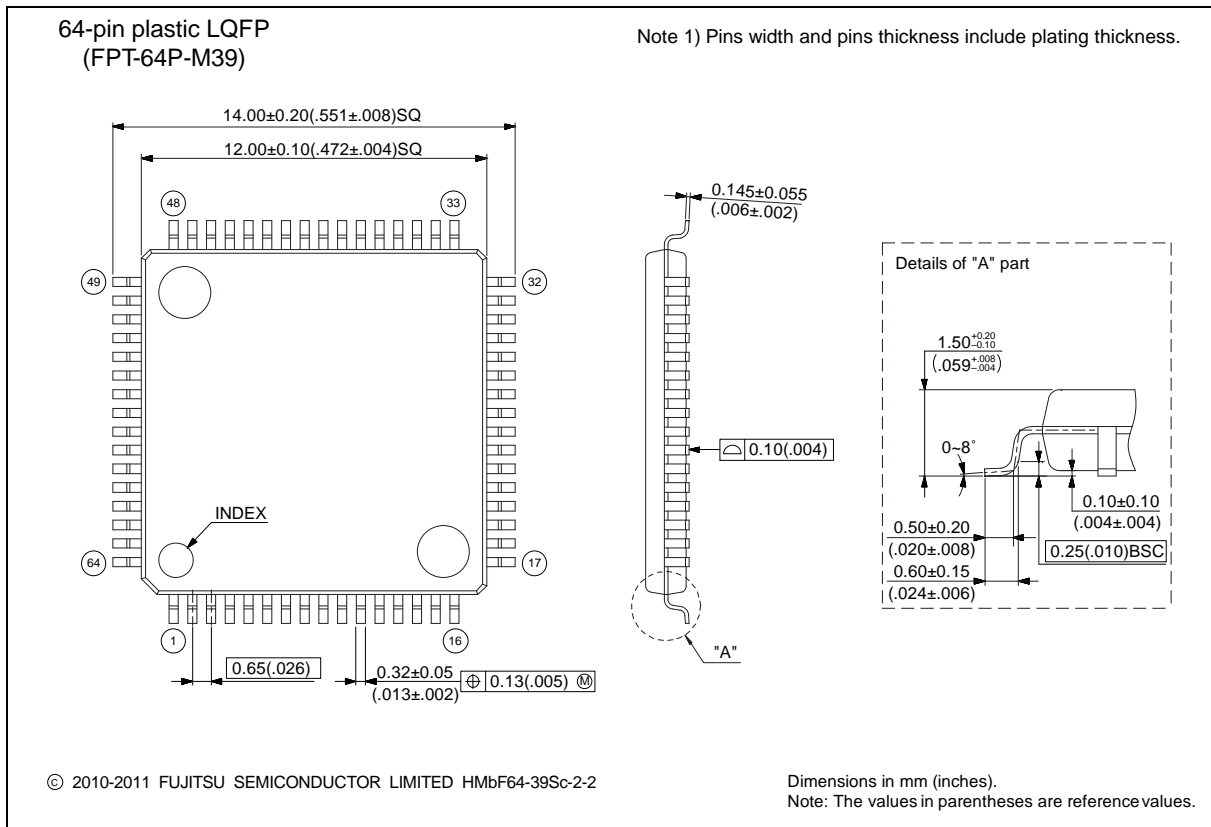 64-pin plastic LQFP
(FPT-64P-M39)
Note 1) Pins width and pins thickness include plating thickness.
14.00±0.20(.551±.008)SQ
12.00±0.10(.472±.004)SQ
48
33
49
32
INDEX
64
17
1
16
0.65(.026)
0.32±0.05
(.013±.002)
⌖ 0.13(.005) Ⓜ
0.145±0.055
(.006±.002)
⌓ 0.10(.004)
"A"
Details of "A" part
1.50 +0.20 –0.10
(.059 +.008 –.004)
0~8°
0.50±0.20
(.020±.008)
0.60±0.15
(.024±.006)
0.10±0.10
(.004±.004)
0.25(.010)BSC
© 2010-2011 FUJITSU SEMICONDUCTOR LIMITED HMbF64-39Sc-2-2
Dimensions in mm (inches).
Note: The values in parentheses are reference values.